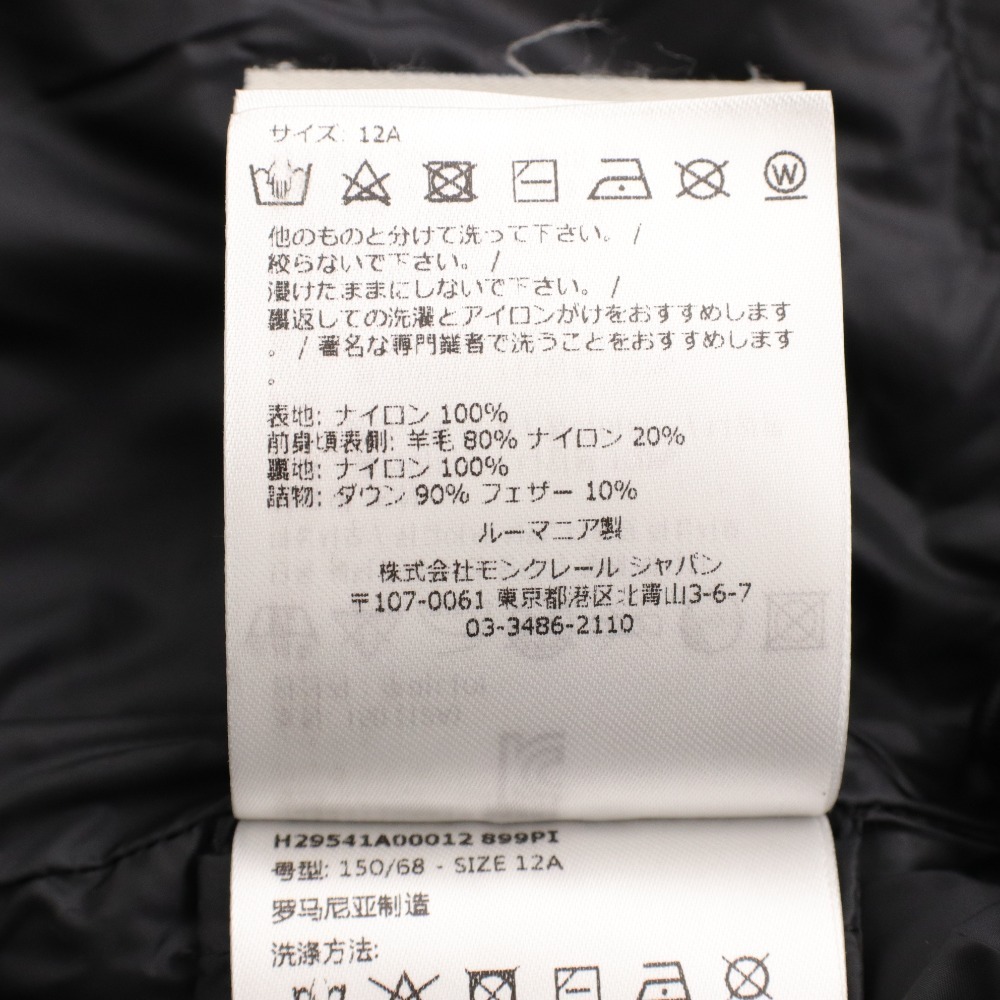 サイズ: 12A
W
他のものと分けて洗って下さい。 /
絞らないで下さい。 /
浸けたままにしないで下さい。 /
裏返しての洗濯とアイロンがけをおすすめします
。 / 著名な専門業者で洗うことをおすすめします
。
表地: ナイロン 100%
前身頃表側: 羊毛 80% ナイロン 20%
裏地: ナイロン 100%
詰物: ダウン 90% フェザー 10%
ルーマニア製
株式会社モンクレール ジャパン
〒107-0061 東京都港区北青山3-6-7
03-3486-2110
H29541A00012 899PI
号型: 150/68 - SIZE 12A
罗马尼亚制造
洗涤方法: